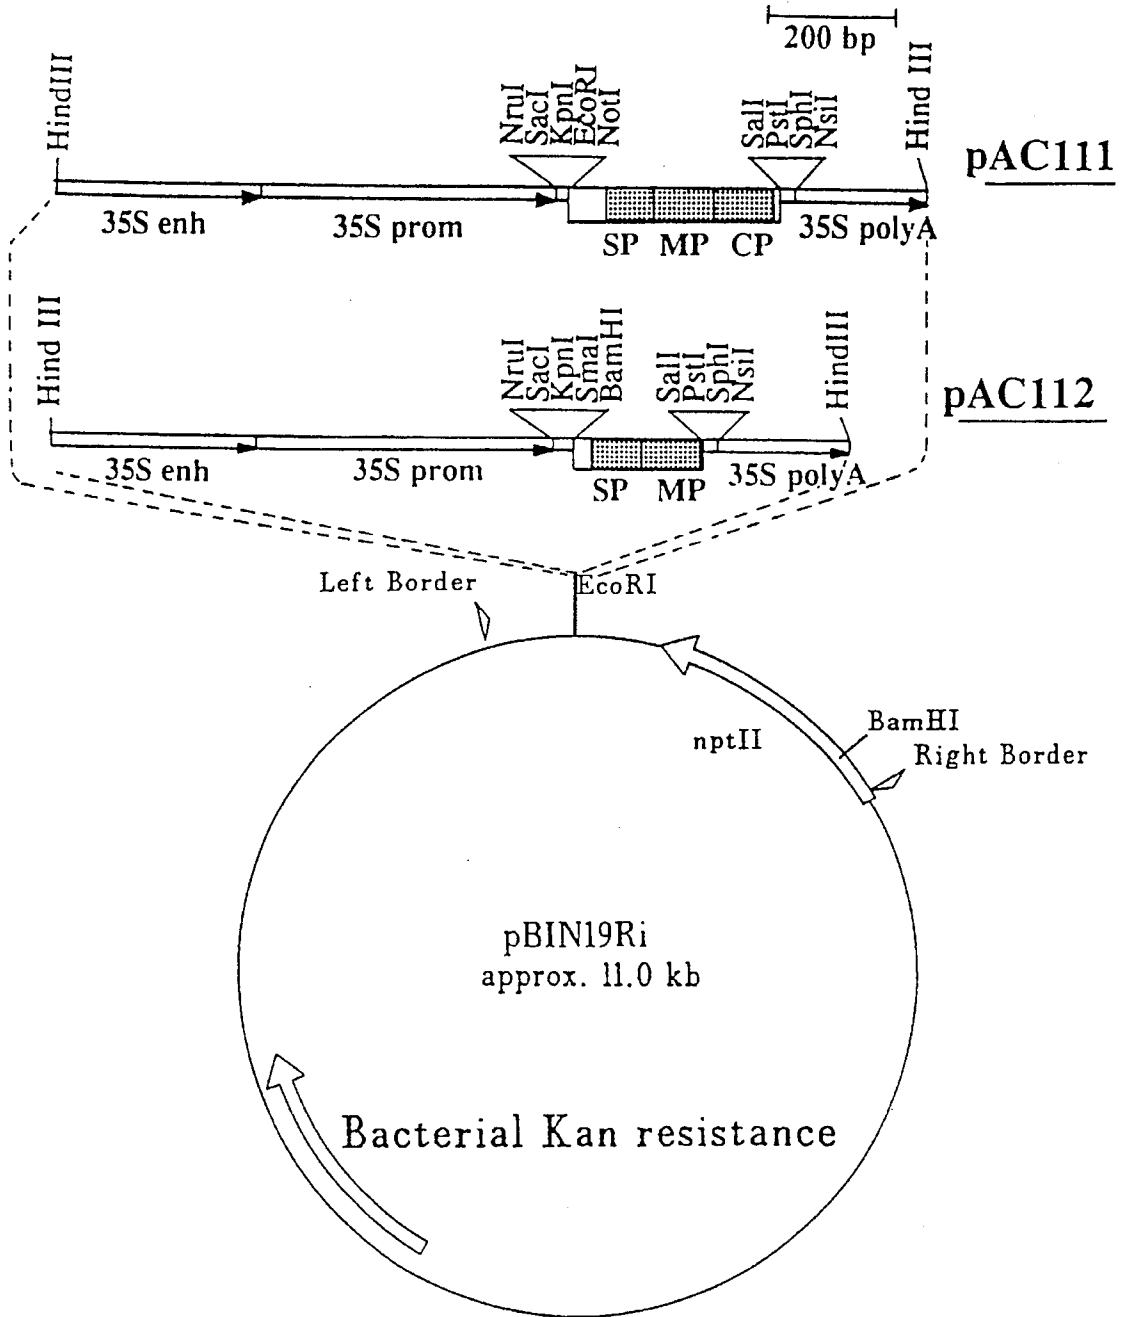 200 bp
HindIII
NruI
SacI
KpnI
EcoRI
NotI
SalI
PstI
SphI
NsiI
Hind III
pAC111
35S enh
35S prom
SP MP CP
35S polyA
Hind III
NruI
SacI
KpnI
SmaI
BamHI
SalI
PstI
SphI
NsiI
HindIII
pAC112
35S enh
35S prom
SP MP
35S polyA
Left Border
EcoRI
nptII
BamHI
Right Border
pBIN19Ri
approx. 11.0 kb
Bacterial Kan resistance